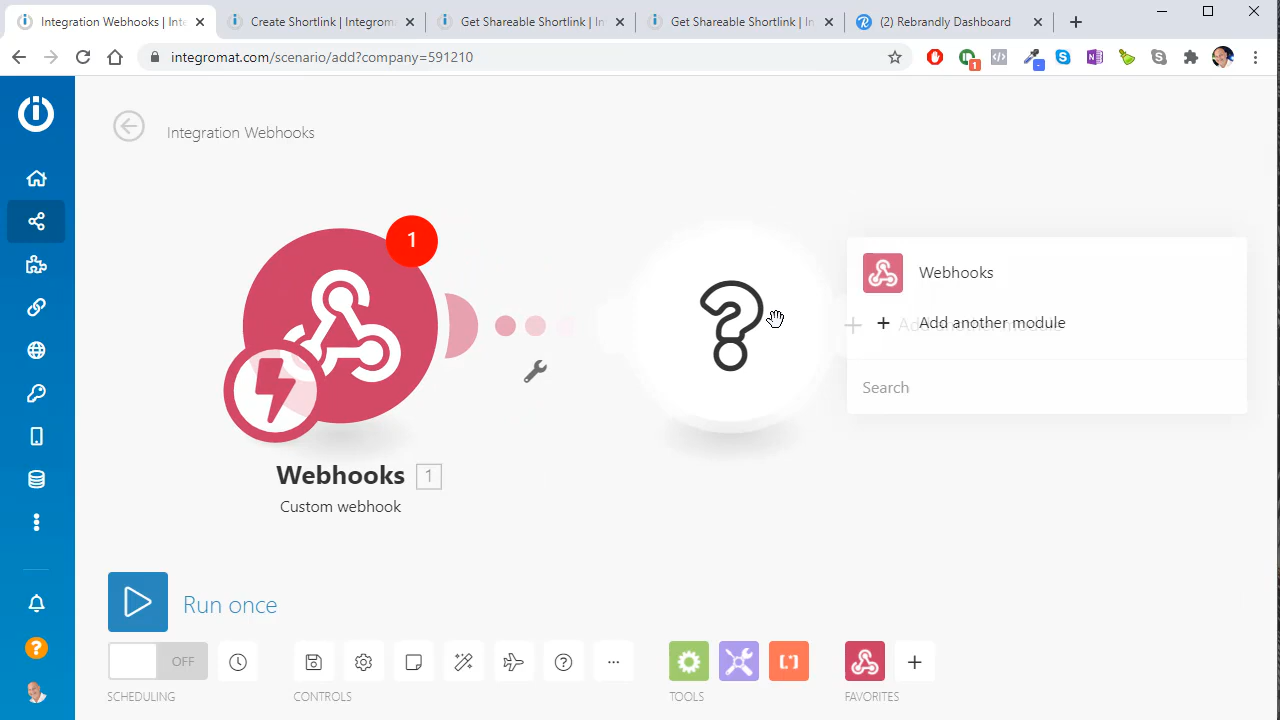 Integration Webhooks | Inte
Create Shortlink | Integrom
Get Shareable Shortlink | In
Get Shareable Shortlink | In
(2) Rebrandly Dashboard
integromat.com/scenario/add?company=591210
1
Integration Webhooks
1
Webhooks
Add another module
Search
Webhooks 1
Custom webhook
Run once
OFF
SCHEDULING
CONTROLS
TOOLS
FAVORITES